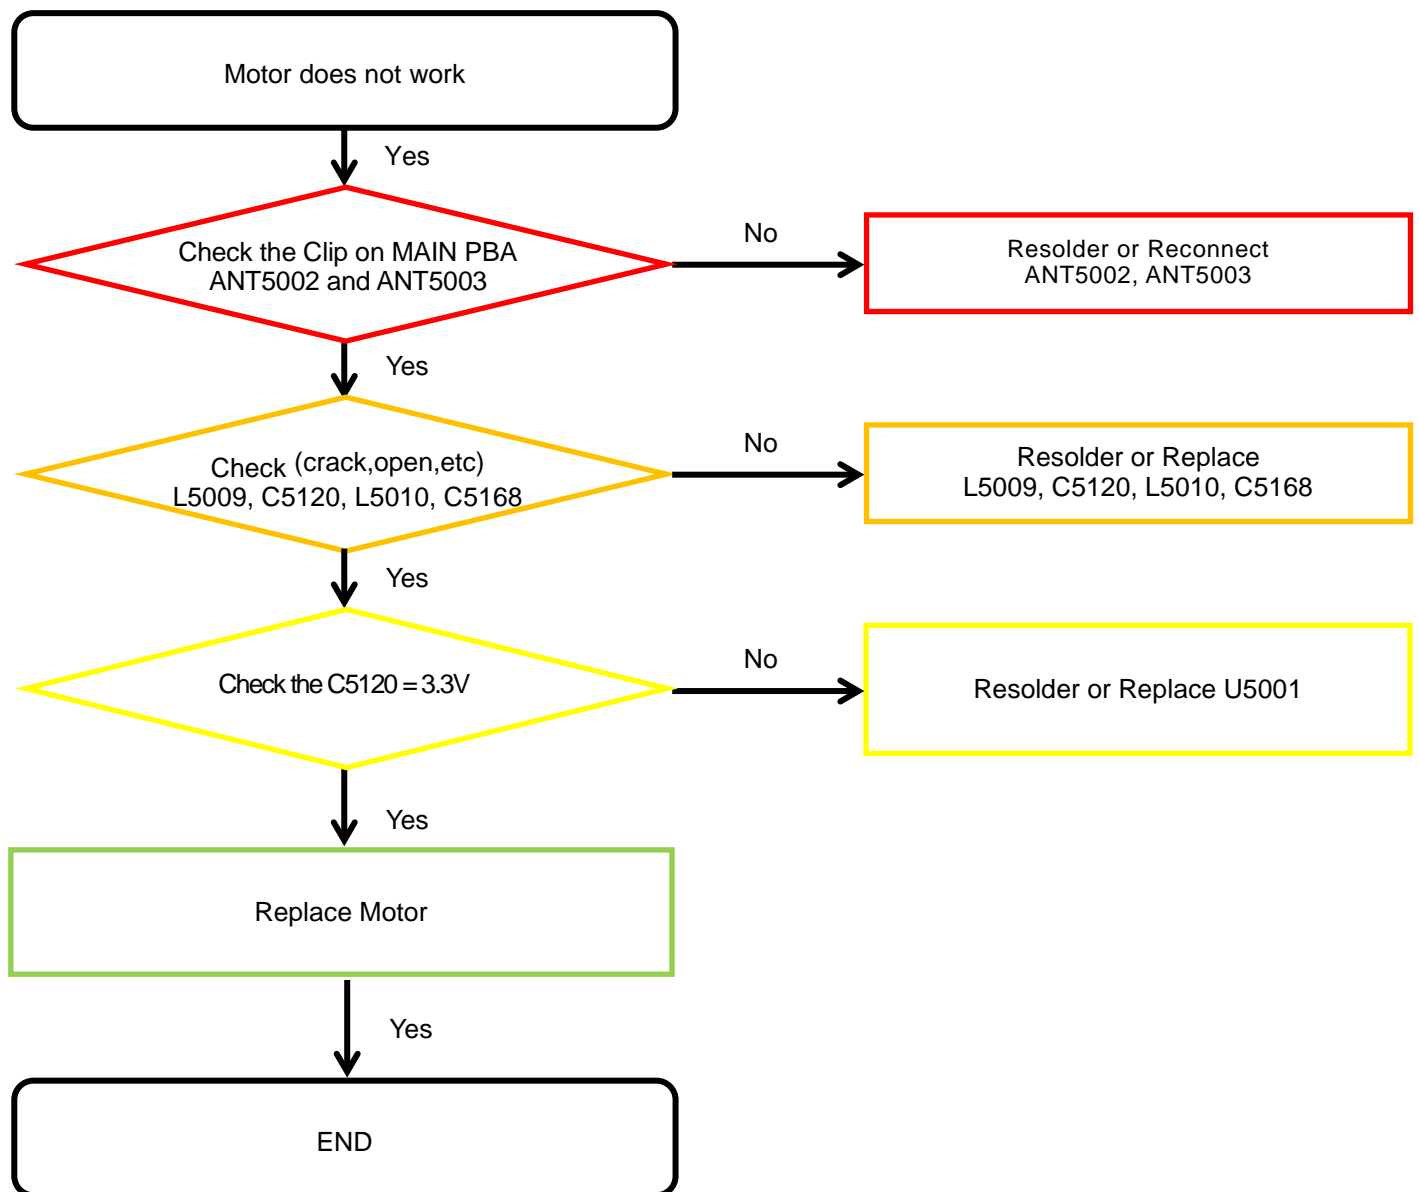 Motor does not work
Yes
Check the Clip on MAIN PBA
ANT5002 and ANT5003
No
Resolder or Reconnect
ANT5002, ANT5003
Yes
Check (crack,open,etc)
L5009, C5120, L5010, C5168
No
Resolder or Replace
L5009, C5120, L5010, C5168
Yes
Check the C5120 = 3.3V
No
Resolder or Replace U5001
Yes
Replace Motor
Yes
END